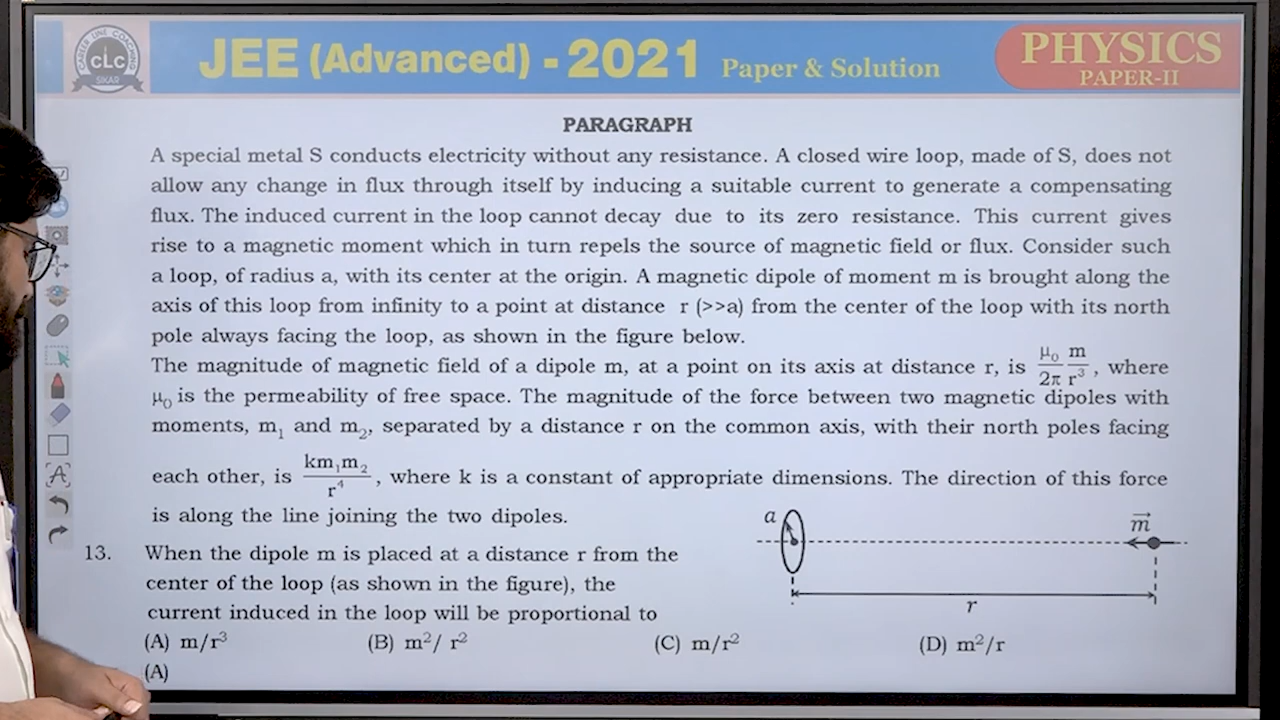 CAREER LINE COACHING
CLC
SIKAR
JEE (Advanced) - 2021 Paper & Solution
PHYSICS
PAPER-II
PARAGRAPH
A special metal S conducts electricity without any resistance. A closed wire loop, made of S, does not
allow any change in flux through itself by inducing a suitable current to generate a compensating
flux. The induced current in the loop cannot decay due to its zero resistance. This current gives
rise to a magnetic moment which in turn repels the source of magnetic field or flux. Consider such
a loop, of radius a, with its center at the origin. A magnetic dipole of moment m is brought along the
axis of this loop from infinity to a point at distance r (>>a) from the center of the loop with its north
pole always facing the loop, as shown in the figure below.
The magnitude of magnetic field of a dipole m, at a point on its axis at distance r, is μ₀/2π m/r³, where
μ₀ is the permeability of free space. The magnitude of the force between two magnetic dipoles with
moments, m₁ and m₂, separated by a distance r on the common axis, with their north poles facing
each other, is km₁m₂/r⁴, where k is a constant of appropriate dimensions. The direction of this force
is along the line joining the two dipoles.
a
m⃗
r
13. When the dipole m is placed at a distance r from the
center of the loop (as shown in the figure), the
current induced in the loop will be proportional to
(A) m/r³ (B) m²/ r² (C) m/r² (D) m²/r
(A)